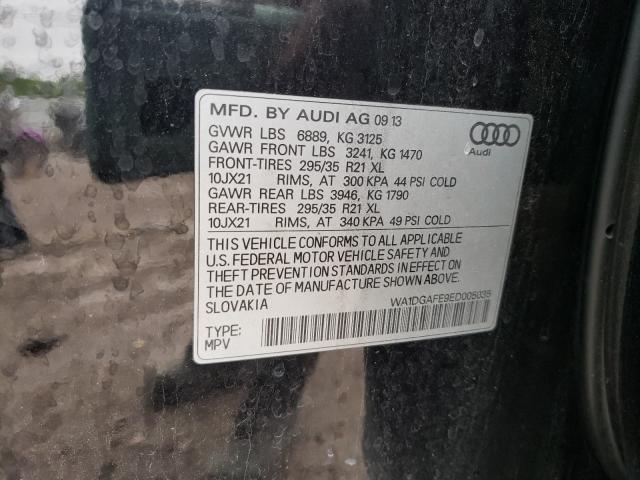 MFD. BY AUDI AG 09 13
GVWR LBS 6889, KG 3125
GAWR FRONT LBS 3241, KG 1470
FRONT-TIRES 295/35 R21 XL
10JX21 RIMS, AT 300 KPA 44 PSI COLD
GAWR REAR LBS 3946, KG 1790
REAR-TIRES 295/35 R21 XL
10JX21 RIMS, AT 340 KPA 49 PSI COLD
Audi
THIS VEHICLE CONFORMS TO ALL APPLICABLE
U.S. FEDERAL MOTOR VEHICLE SAFETY AND
THEFT PREVENTION STANDARDS IN EFFECT ON
THE DATE OF MANUFACTURE SHOWN ABOVE.
SLOVAKIA
WA1DGAFE9ED005035
TYPE:
MPV